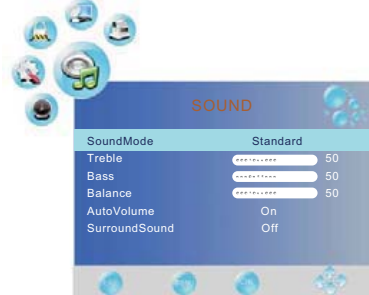 SOUND
SoundMode Standard
Treble 50
Bass 50
Balance 50
AutoVolume On
SurroundSound Off